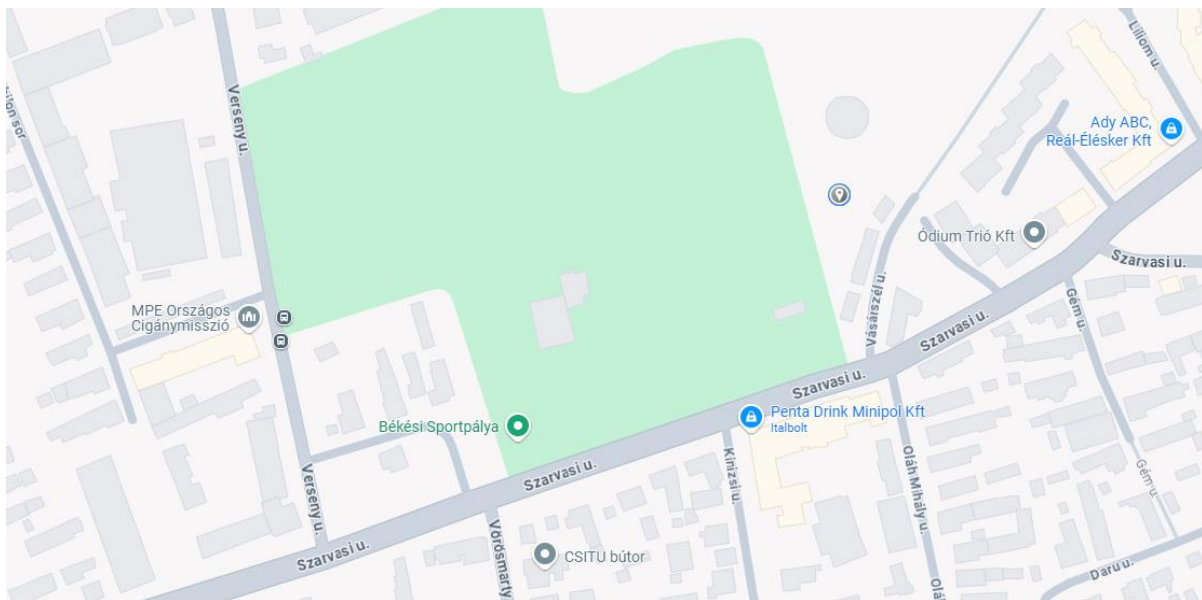 Liliom u.
Verseny u.
Ady ABC,
Reál-Élésker Kft
Ódium Trió Kft
Szarvasi u.
Vásárszél u.
Gém u.
MPE Országos
Cigánymisszió
Szarvasi u.
Szarvasi u.
Penta Drink Minipol Kft
Italbolt
Békési Sportpálya
Kinizsi u.
Oláh Mihály u.
Gém u.
Szarvasi u.
Verseny u.
Vörösmarty
CSITU bútor
Szarvasi u.
Daru u.